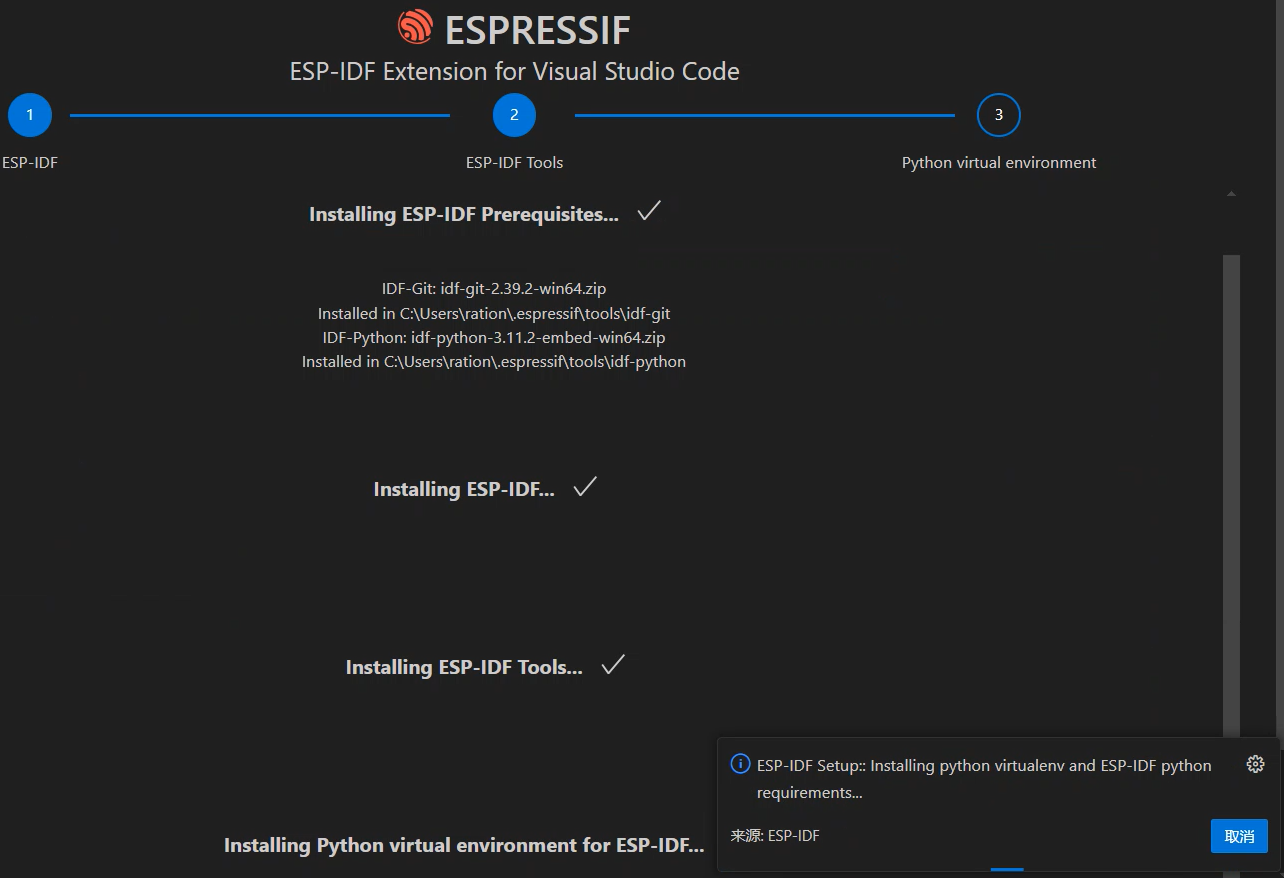 ESPRESSIF
ESP-IDF Extension for Visual Studio Code
1
2
3
ESP-IDF
ESP-IDF Tools
Python virtual environment
Installing ESP-IDF Prerequisites...
IDF-Git: idf-git-2.39.2-win64.zip
Installed in C:\Users\ration\.espressif\tools\idf-git
IDF-Python: idf-python-3.11.2-embed-win64.zip
Installed in C:\Users\ration\.espressif\tools\idf-python
Installing ESP-IDF...
Installing ESP-IDF Tools...
Installing Python virtual environment for ESP-IDF...
ESP-IDF Setup:: Installing python virtualenv and ESP-IDF python
requirements...
来源: ESP-IDF
取消